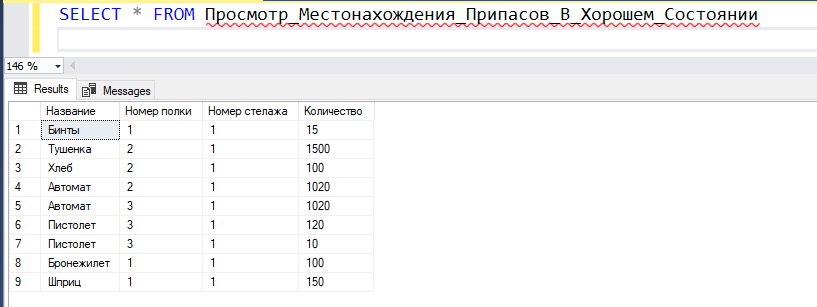 SELECT * FROM Просмотр_Местонахождения_Припасов_В_Хорошем_Состоянии
146 %
Results Messages
Название Номер полки Номер стелажа Количество
1 Бинты 1 1 15
2 Тушенка 2 1 1500
3 Хлеб 2 1 100
4 Автомат 2 1 1020
5 Автомат 3 1 1020
6 Пистолет 3 1 120
7 Пистолет 3 1 10
8 Бронежилет 1 1 100
9 Шприц 1 1 150